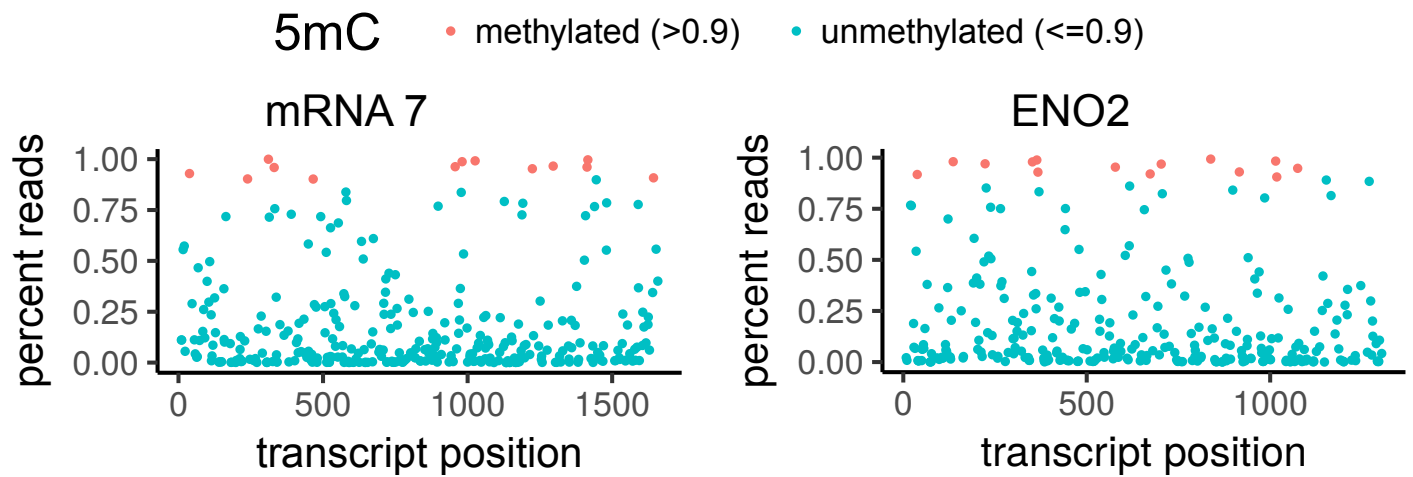 5mC methylated (>0.9) unmethylated (<=0.9)
mRNA 7
percent reads
1.00
0.75
0.50
0.25
0.00
0 500 1000 1500
transcript position
ENO2
percent reads
1.00
0.75
0.50
0.25
0.00
0 500 1000
transcript position